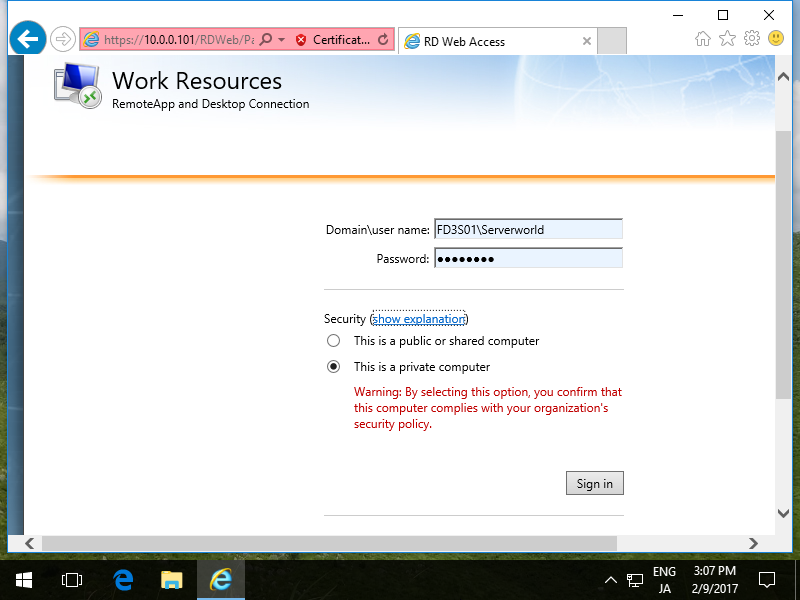 https://10.0.0.101/RDWeb/Pa
Certificat...
RD Web Access
Work Resources
RemoteApp and Desktop Connection
Domain\user name:
FD3S01\Serverworld
Password:
●●●●●●●●
Security (show explanation)
This is a public or shared computer
This is a private computer
Warning: By selecting this option, you confirm that
this computer complies with your organization's
security policy.
Sign in
ENG
JA
3:07 PM
2/9/2017